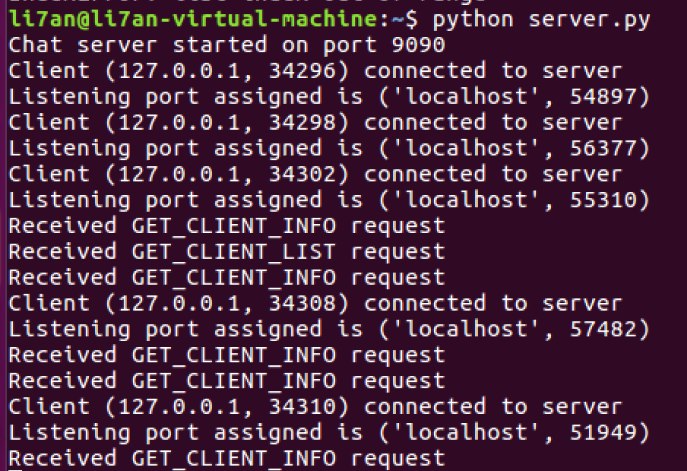 li7an@li7an-virtual-machine:~$ python server.py
Chat server started on port 9090
Client (127.0.0.1, 34296) connected to server
Listening port assigned is ('localhost', 54897)
Client (127.0.0.1, 34298) connected to server
Listening port assigned is ('localhost', 56377)
Client (127.0.0.1, 34302) connected to server
Listening port assigned is ('localhost', 55310)
Received GET_CLIENT_INFO request
Received GET_CLIENT_LIST request
Received GET_CLIENT_INFO request
Client (127.0.0.1, 34308) connected to server
Listening port assigned is ('localhost', 57482)
Received GET_CLIENT_INFO request
Received GET_CLIENT_INFO request
Client (127.0.0.1, 34310) connected to server
Listening port assigned is ('localhost', 51949)
Received GET_CLIENT_INFO request